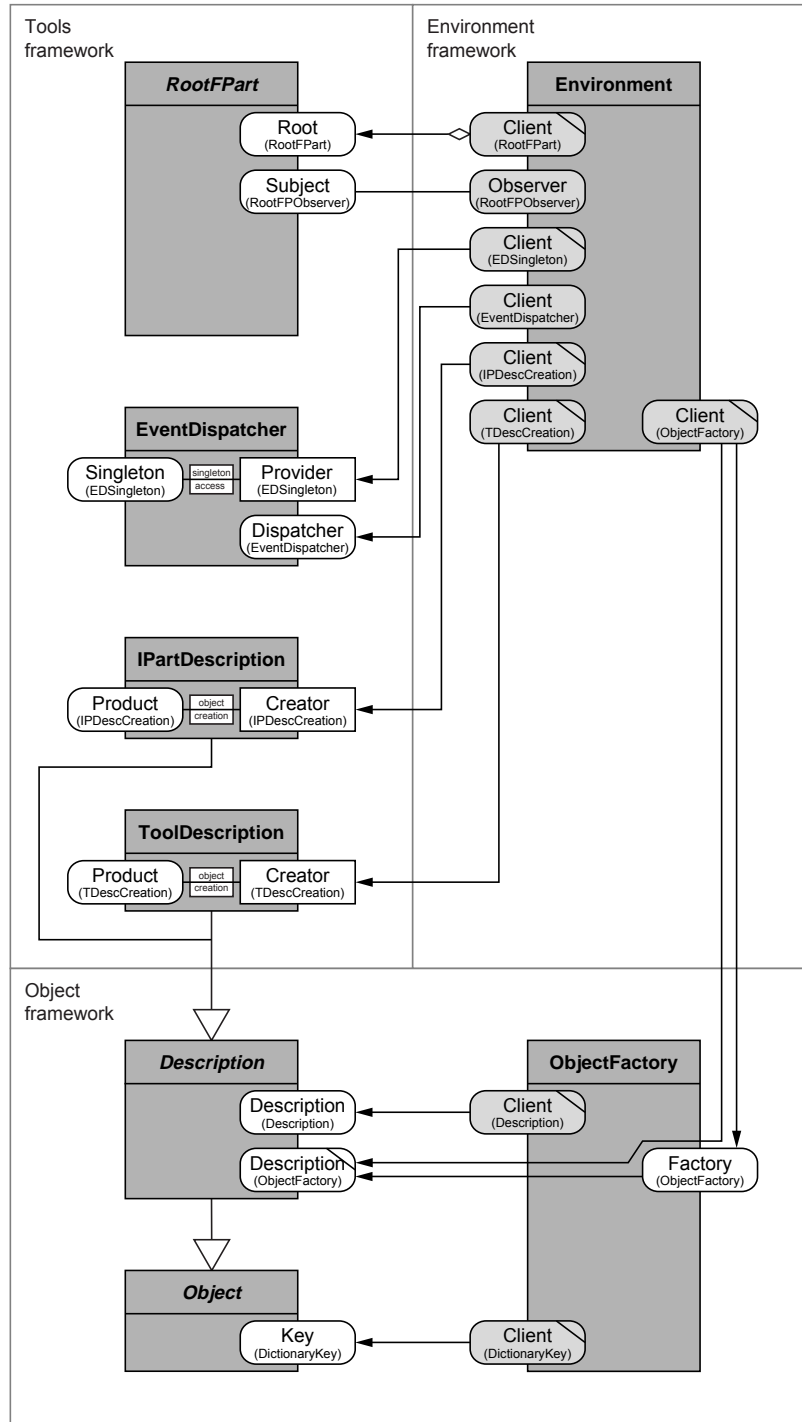 Tools
framework
Environment
framework
RootFPart
Environment
Root
(RootFPart)
Client
(RootFPart)
Subject
(RootFPObserver)
Observer
(RootFPObserver)
Client
(EDSingleton)
Client
(EventDispatcher)
Client
(IPDescCreation)
Client
(TDescCreation)
Client
(ObjectFactory)
EventDispatcher
Singleton
(EDSingleton)
singleton
access
Provider
(EDSingleton)
Dispatcher
(EventDispatcher)
IPartDescription
Product
(IPDescCreation)
object
creation
Creator
(IPDescCreation)
ToolDescription
Product
(TDescCreation)
object
creation
Creator
(TDescCreation)
Object
framework
Description
ObjectFactory
Description
(Description)
Client
(Description)
Description
(ObjectFactory)
Factory
(ObjectFactory)
Object
Key
(DictionaryKey)
Client
(DictionaryKey)